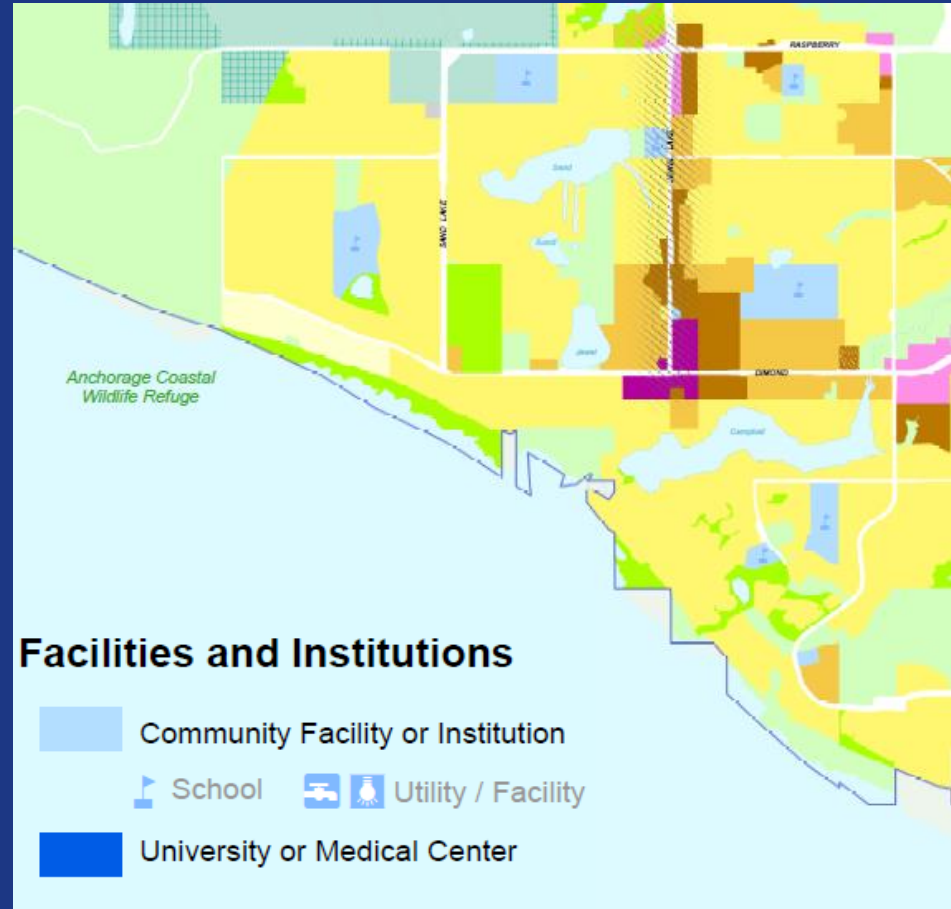 RASPBERRY
JEWEL LAKE
SAND LAKE
Sand
Sundi
Jewel
DIMOND
Campbell
Anchorage Coastal
Wildlife Refuge
Facilities and Institutions
Community Facility or Institution
School
Utility / Facility
University or Medical Center